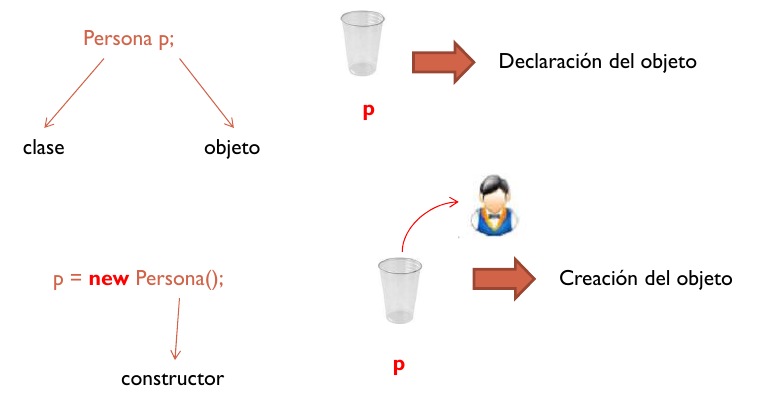 Persona p;
clase
objeto
p
Declaración del objeto
p = new Persona();
constructor
p
Creación del objeto